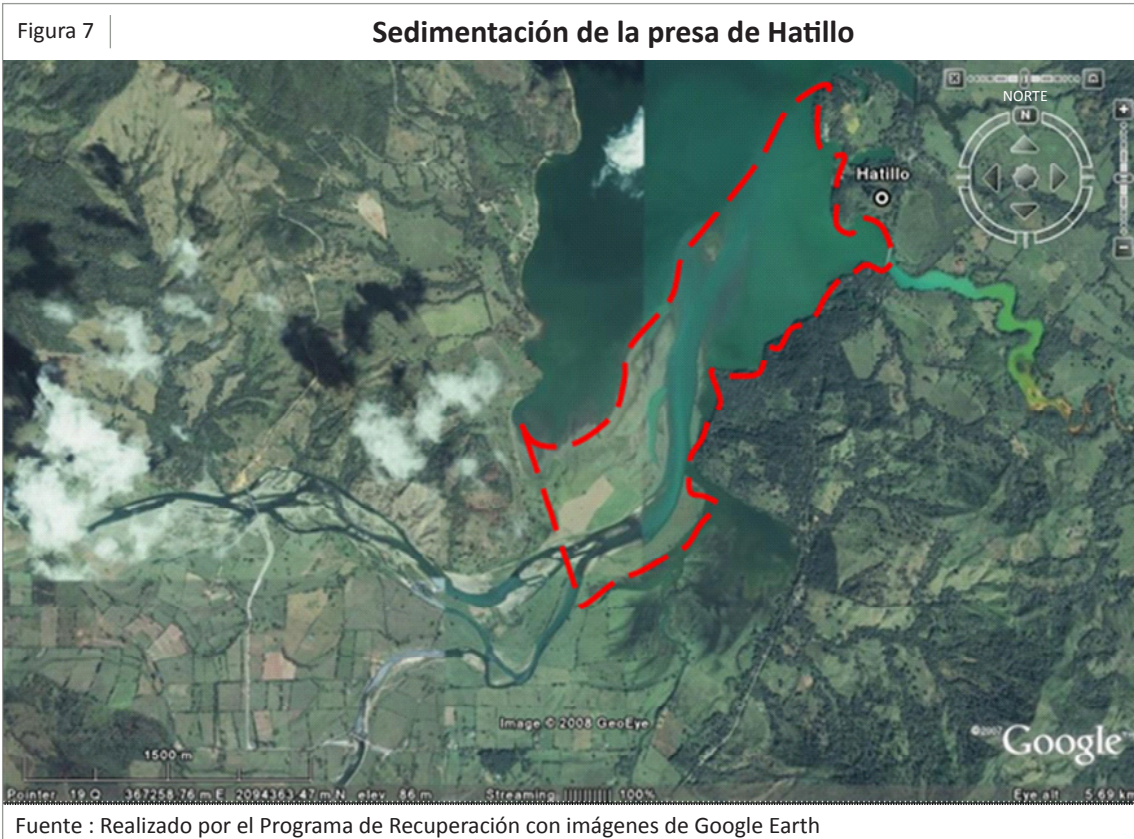 Figura 7
Sedimentación de la presa de Hatillo
NORTE
N
Hatillo
Image © 2008 GeoEye
©2007 Google
1500 m
Pointer 19 Q 367258.76 m E 2094363.47 m N elev 86 m Streaming 100% Eye alt 5.69 km
Fuente : Realizado por el Programa de Recuperación con imágenes de Google Earth